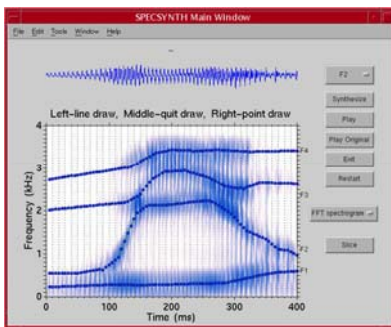 SPECSYNTH Main Window
File Edit Tools Window Help
F2
Synthesize
Play
Play Original
Exit
Restart
FFT spectrogram
Slice
Left-line draw, Middle-quit draw, Right-point draw
Frequency (kHz)
4
3
2
1
0
F4
F3
F2
F1
0 100 200 300 400
Time (ms)